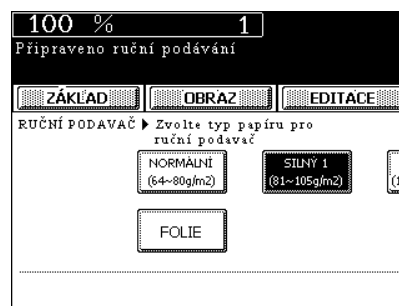 100 % 1
Připraveno ruční podávání
ZÁKLAD OBRAZ EDITACE
RUČNÍ PODAVAČ Zvolte typ papíru pro
ruční podavač
NORMÁLNÍ SILNÝ 1
(64~80g/m2) (81~105g/m2)
FOLIE